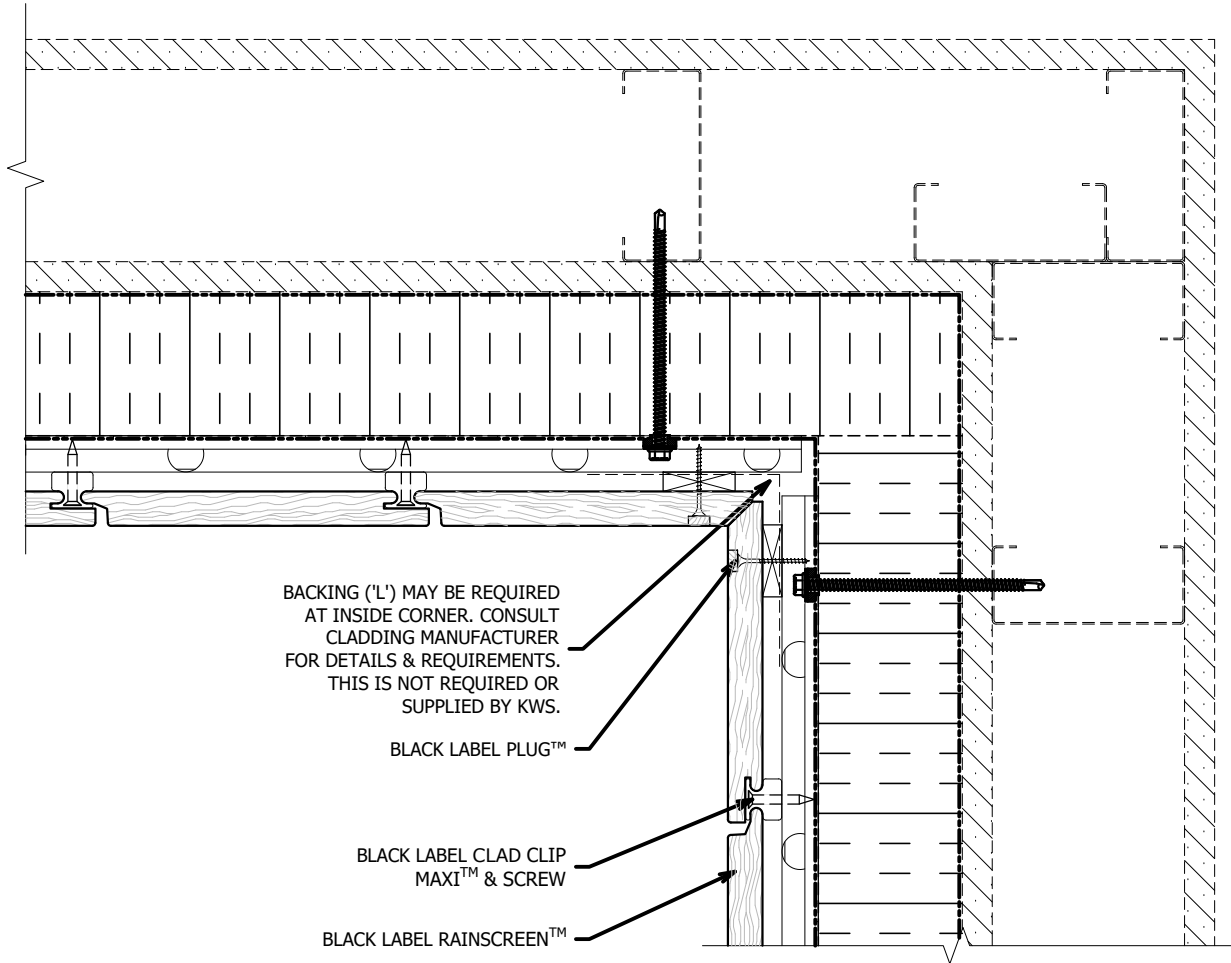 BACKING ('L') MAY BE REQUIRED
AT INSIDE CORNER. CONSULT
CLADDING MANUFACTURER
FOR DETAILS & REQUIREMENTS.
THIS IS NOT REQUIRED OR
SUPPLIED BY KWS.
BLACK LABEL PLUG™
BLACK LABEL CLAD CLIP
MAXI™ & SCREW
BLACK LABEL RAINSCREEN™